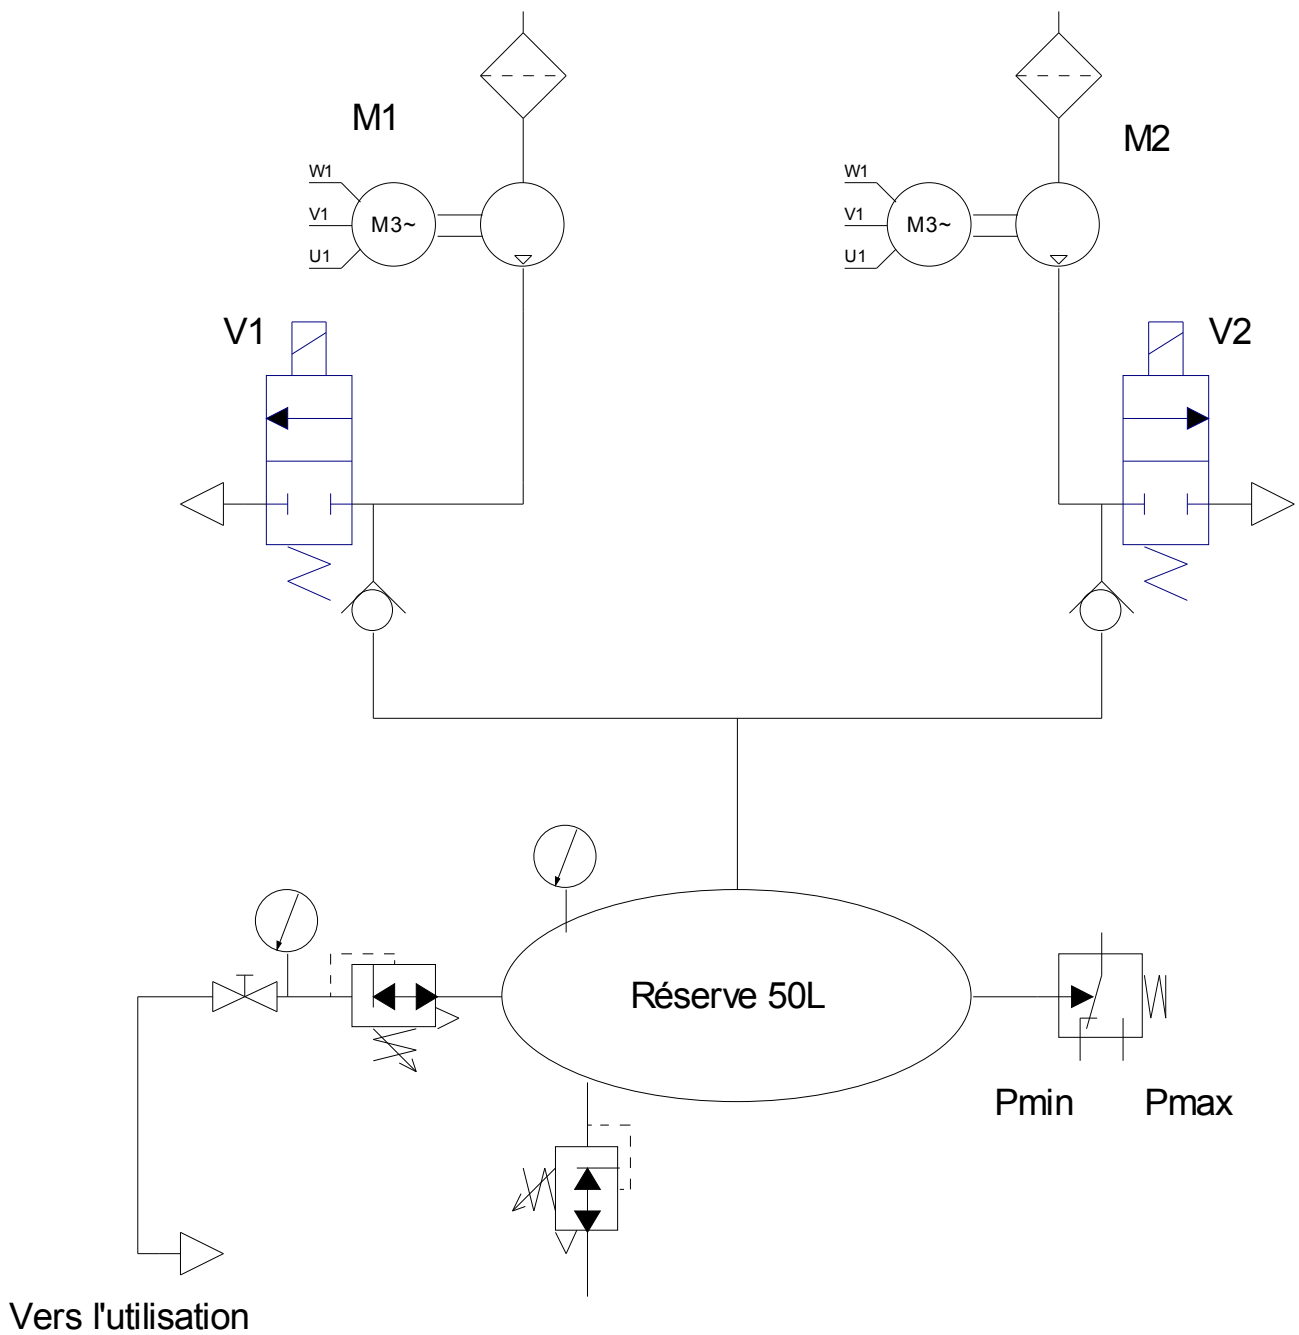 M1
M2
W1
V1
U1
M3~
W1
V1
U1
M3~
V1
V2
Réserve 50L
Pmin
Pmax
Vers l'utilisation